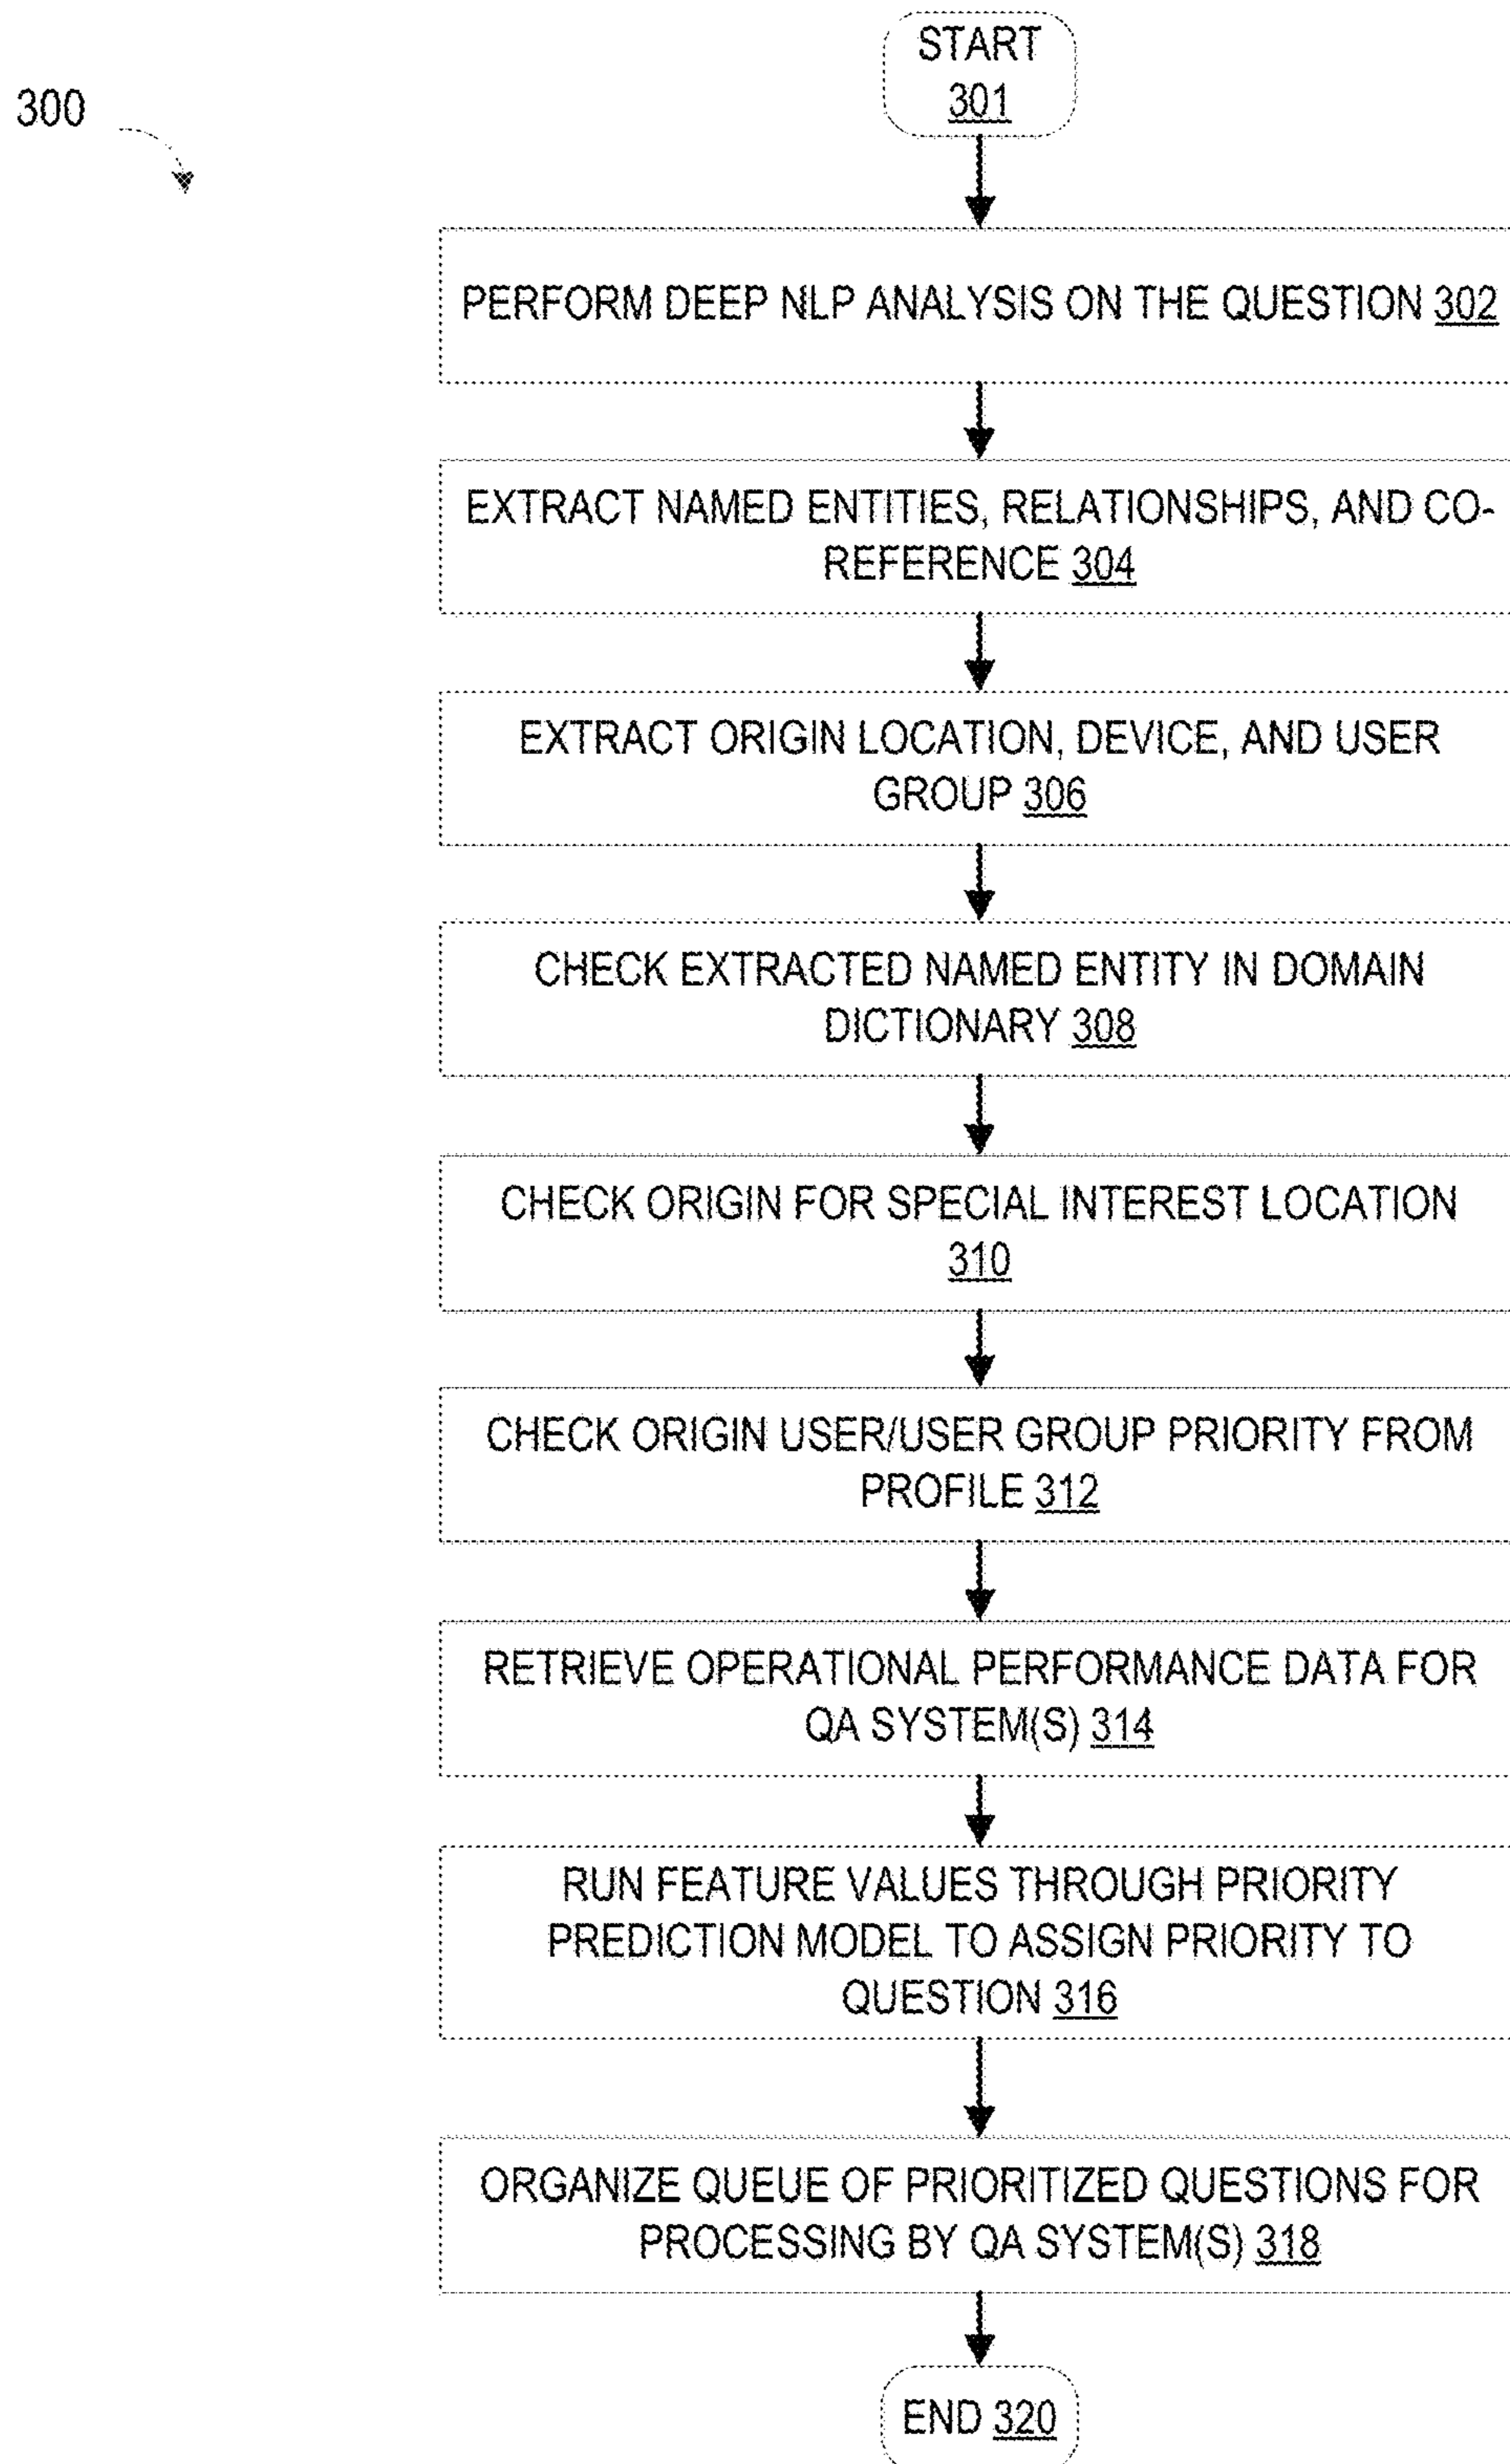 300
START
301
PERFORM DEEP NLP ANALYSIS ON THE QUESTION 302
EXTRACT NAMED ENTITIES, RELATIONSHIPS, AND CO-
REFERENCE 304
EXTRACT ORIGIN LOCATION, DEVICE, AND USER
GROUP 306
CHECK EXTRACTED NAMED ENTITY IN DOMAIN
DICTIONARY 308
CHECK ORIGIN FOR SPECIAL INTEREST LOCATION
310
CHECK ORIGIN USER/USER GROUP PRIORITY FROM
PROFILE 312
RETRIEVE OPERATIONAL PERFORMANCE DATA FOR
QA SYSTEM(S) 314
RUN FEATURE VALUES THROUGH PRIORITY
PREDICTION MODEL TO ASSIGN PRIORITY TO
QUESTION 316
ORGANIZE QUEUE OF PRIORITIZED QUESTIONS FOR
PROCESSING BY QA SYSTEM(S) 318
END 320